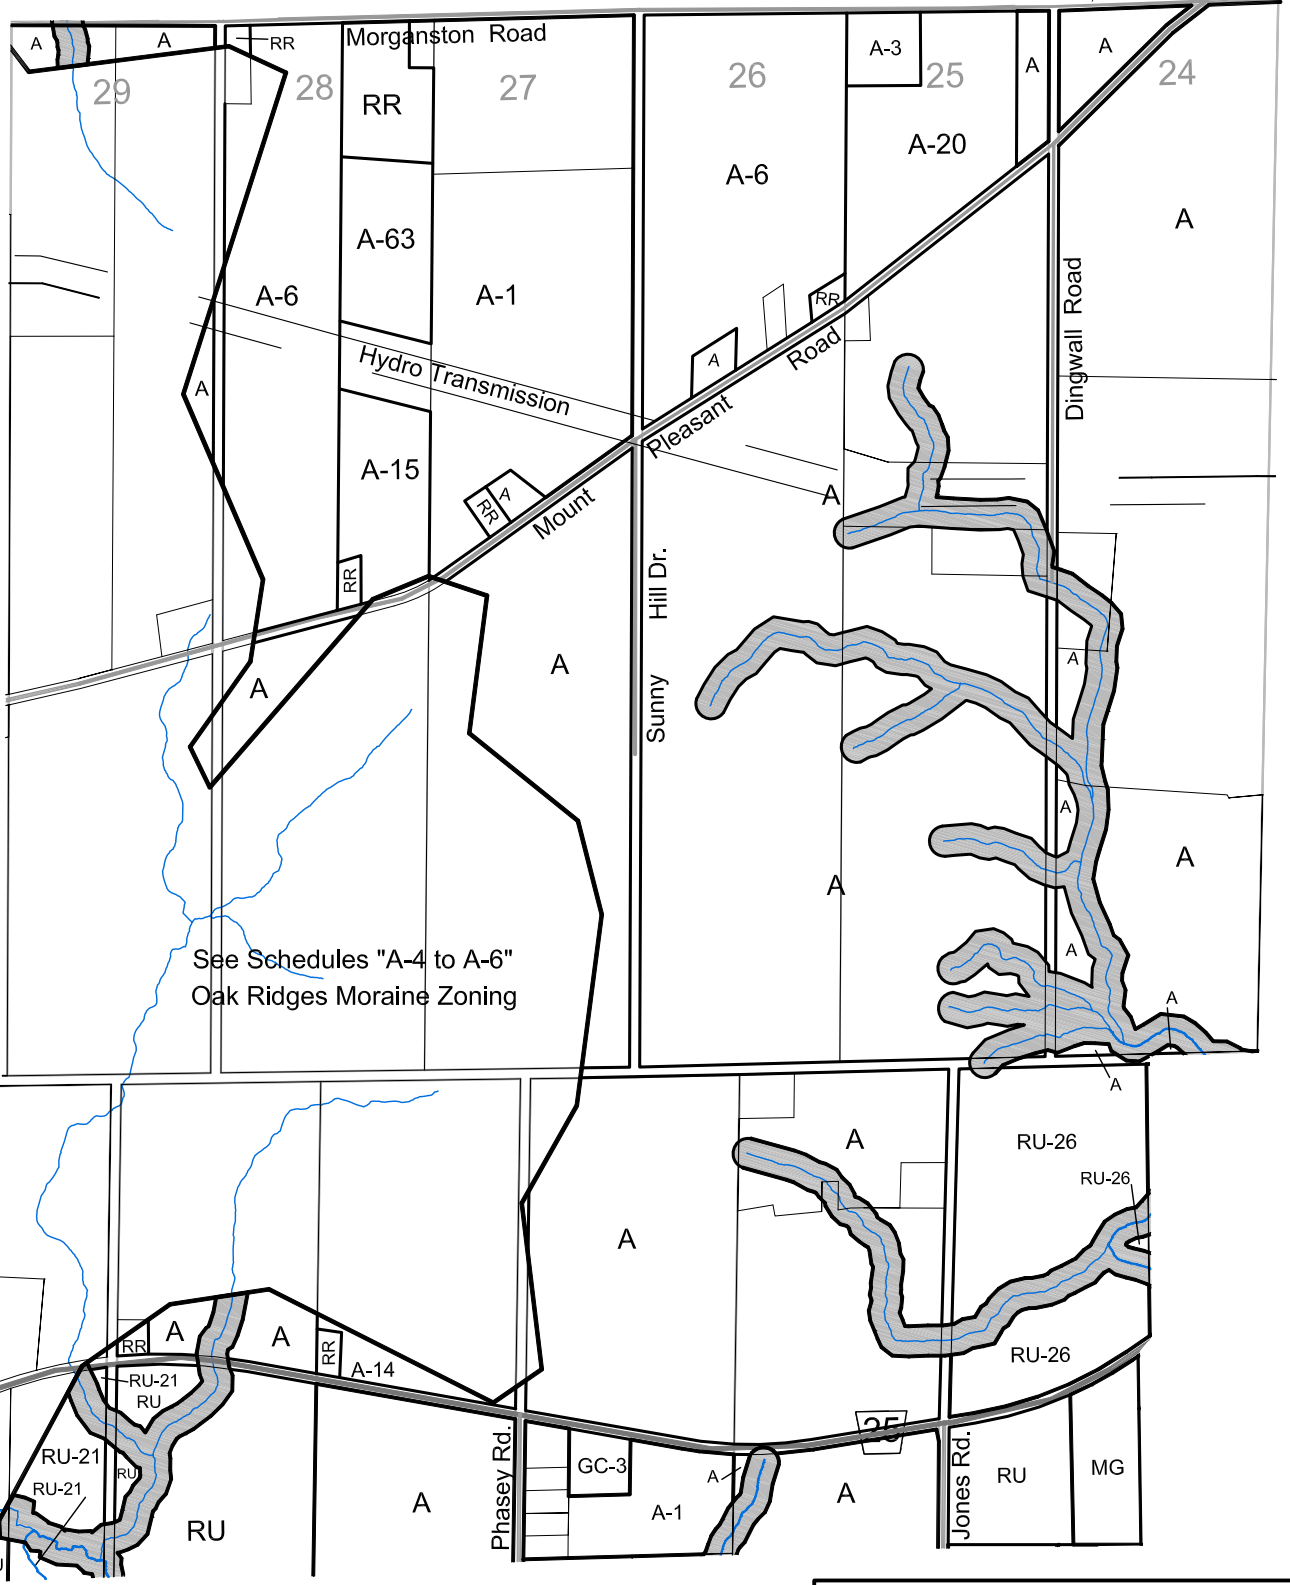 A
A
RR
Morganston Road
A-3
A
A
29
28
RR
27
26
25
24
A-20
A-6
A
A-63
A-6
A-1
RR
Dingwall Road
Hydro Transmission
A
Road
A
Pleasant
A-15
RR
A
A
Mount
RR
Hill Dr.
A
A
A
Sunny
A
A
A
See Schedules "A-4 to A-6"
Oak Ridges Moraine Zoning
A
A
A
A
RU-26
RU-26
A
RR
A
A
RR
A-14
RU-26
RU-21
RU
25
RU-21
RU
RU-21
RU
A
Phasey Rd.
GC-3
A-1
A
A
Jones Rd.
RU
MG